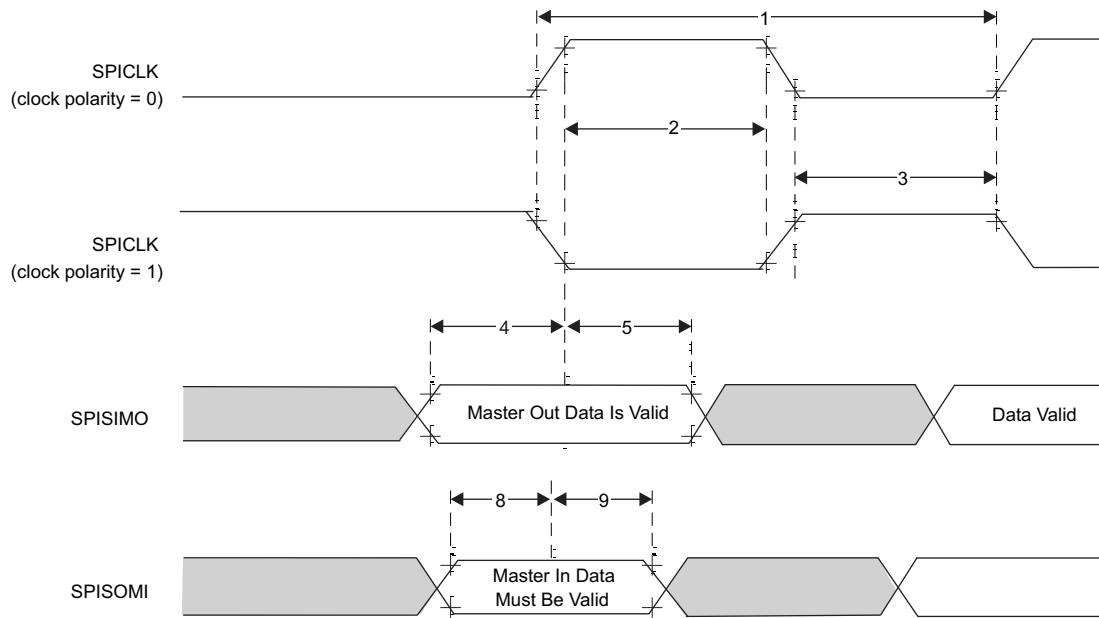 1
SPICLK
(clock polarity = 0)
2
3
SPICLK
(clock polarity = 1)
4
5
SPISIMO
Master Out Data Is Valid
Data Valid
8
9
SPISOMI
Master In Data
Must Be Valid